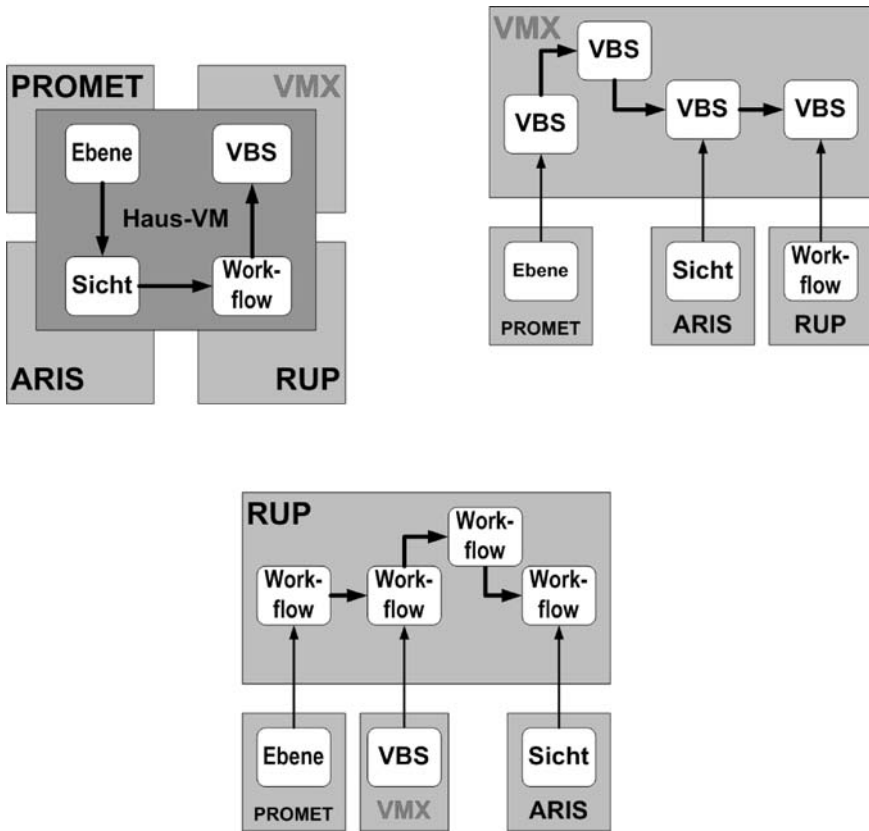 PROMET
VMX
Ebene
VBS
Haus-VM
Sicht
Work-
flow
ARIS
RUP
VMX
VBS
VBS
VBS
VBS
Ebene
PROMET
Sicht
ARIS
Work-
flow
RUP
RUP
Work-
flow
Work-
flow
Work-
flow
Work-
flow
Ebene
PROMET
VBS
VMX
Sicht
ARIS